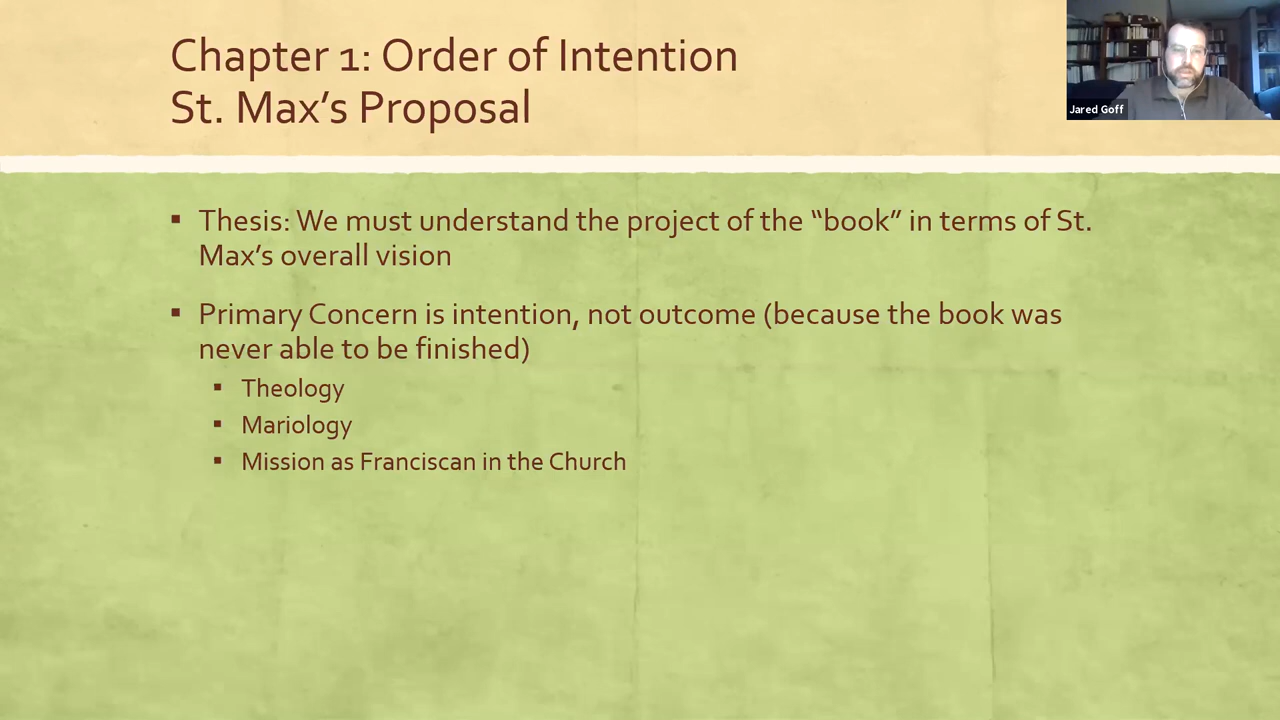 Chapter 1: Order of Intention
St. Max’s Proposal
Jared Goff
▪ Thesis: We must understand the project of the “book” in terms of St.
Max’s overall vision
▪ Primary Concern is intention, not outcome (because the book was
never able to be finished)
▪ Theology
▪ Mariology
▪ Mission as Franciscan in the Church